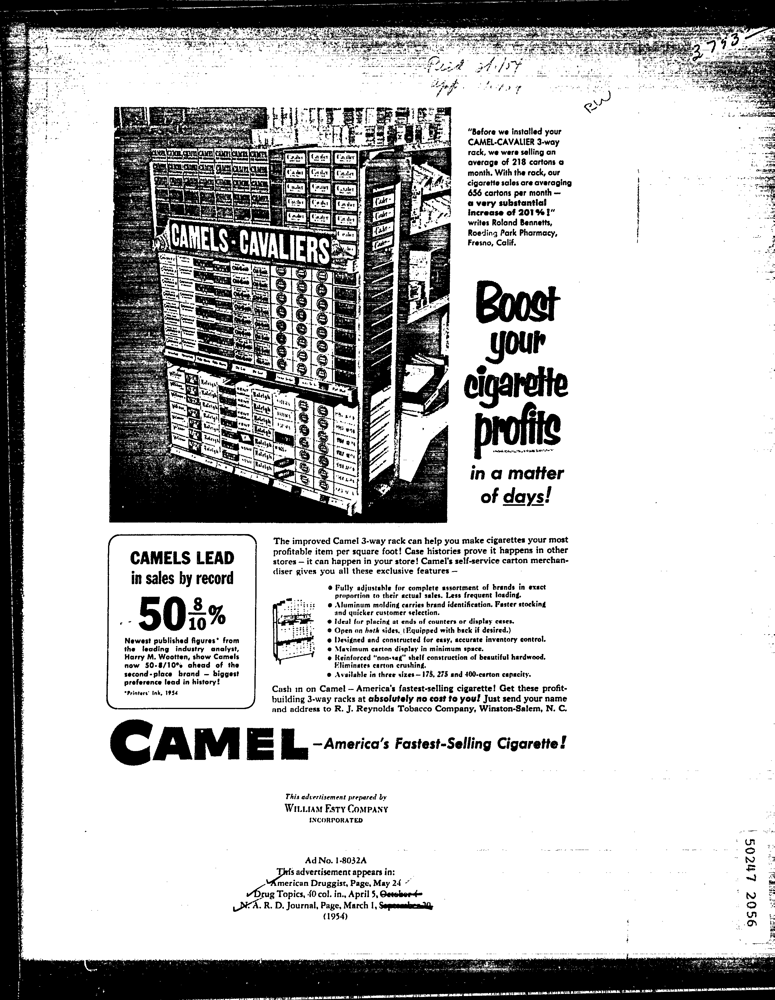 3793
RW
"Before we installed your
CAMEL-CAVALIER 3-way
rack, we were selling an
average of 218 cartons a
month. With the rack, our
cigarette sales are averaging
656 cartons per month —
a very substantial
increase of 201%!"
writes Roland Bennetts,
Roeding Park Pharmacy,
Fresno, Calif.
CAMELS - CAVALIERS
Boost
your
cigarette
profits
in a matter
of days!
The improved Camel 3-way rack can help you make cigarettes your most
profitable item per square foot! Case histories prove it happens in other
stores — it can happen in your store! Camel's self-service carton merchan-
diser gives you all these exclusive features —
• Fully adjustable for complete assortment of brands in exact
proportion to their actual sales. Less frequent loading.
• Aluminum molding carries brand identification. Faster stocking
and quicker customer selection.
• Ideal for placing at ends of counters or display cases.
• Open on both sides. (Equipped with back if desired.)
• Designed and constructed for easy, accurate inventory control.
• Maximum carton display in minimum space.
• Reinforced "non-sag" shelf construction of beautiful hardwood.
Eliminates carton crushing.
• Available in three sizes — 175, 275 and 400-carton capacity.
Cash in on Camel — America's fastest-selling cigarette! Get these profit-
building 3-way racks at absolutely no cost to you! Just send your name
and address to R. J. Reynolds Tobacco Company, Winston-Salem, N. C.
CAMELS LEAD
in sales by record
50 8/10 %
Newest published figures* from
the leading industry analyst,
Harry M. Wootten, show Camels
now 50-8/10% ahead of the
second-place brand — biggest
preference lead in history!
*Printers' Ink, 1954
CAMEL — America's Fastest-Selling Cigarette!
This advertisement prepared by
WILLIAM ESTY COMPANY
INCORPORATED
Ad No. 1-8032A
This advertisement appears in:
American Druggist, Page, May 24
Drug Topics, 40 col. in., April 5, October 4
N. A. R. D. Journal, Page, March 1, September 20,
(1954)
50247 2056